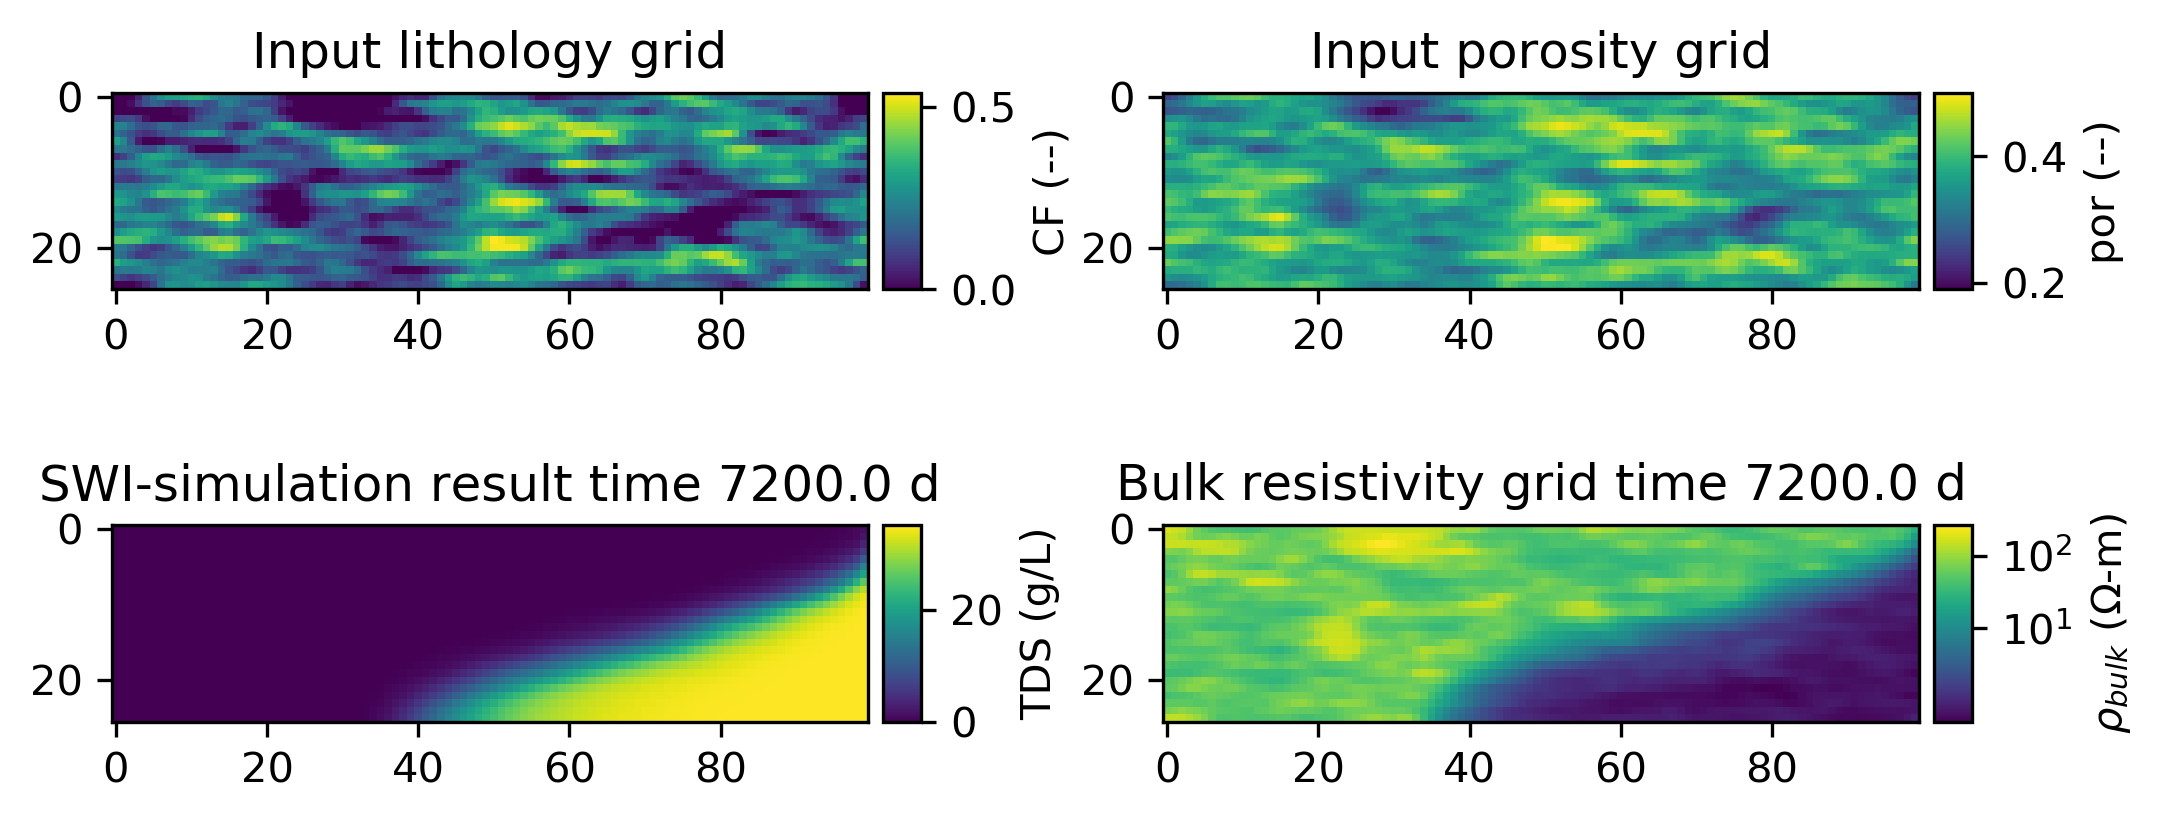 Input lithology grid
0
20
0 20 40 60 80
0.5
0.0
CF (--)
Input porosity grid
0
20
0 20 40 60 80
0.4
0.2
por (--)
SWI-simulation result time 7200.0 d
0
20
0 20 40 60 80
20
0
TDS (g/L)
Bulk resistivity grid time 7200.0 d
0
20
0 20 40 60 80
10²
10¹
ρbulk (Ω-m)